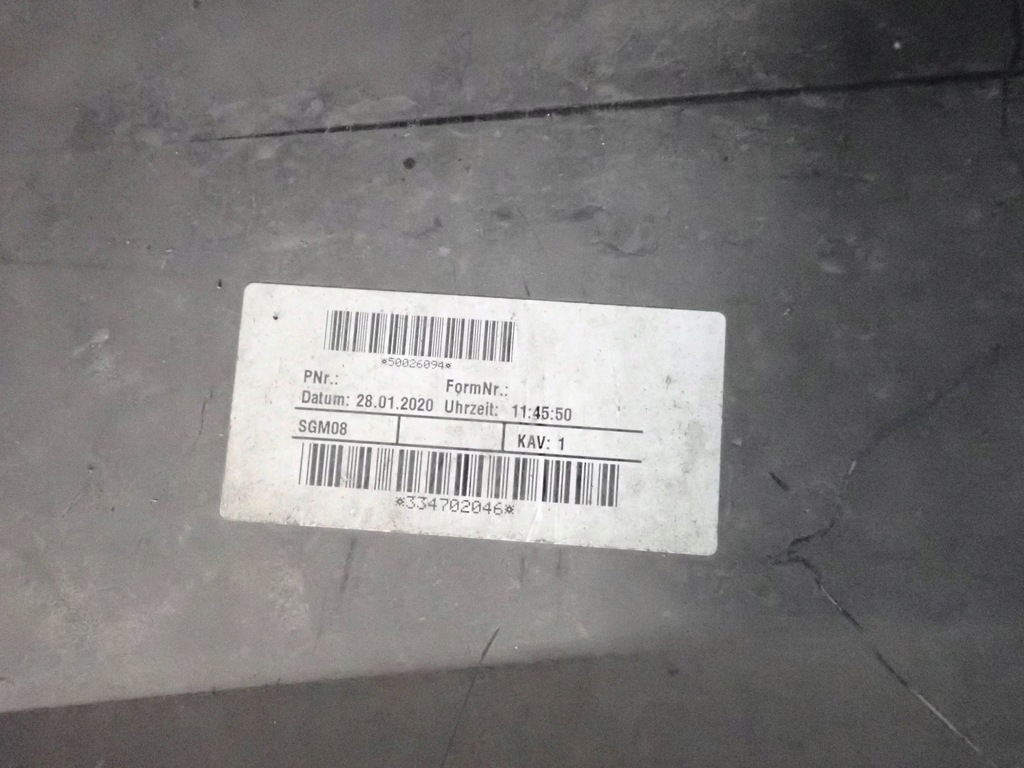 *50026094*
PNr.: FormNr.:
Datum: 28.01.2020 Uhrzeit: 11:45:50
SGM08 KAV: 1
*334702046*